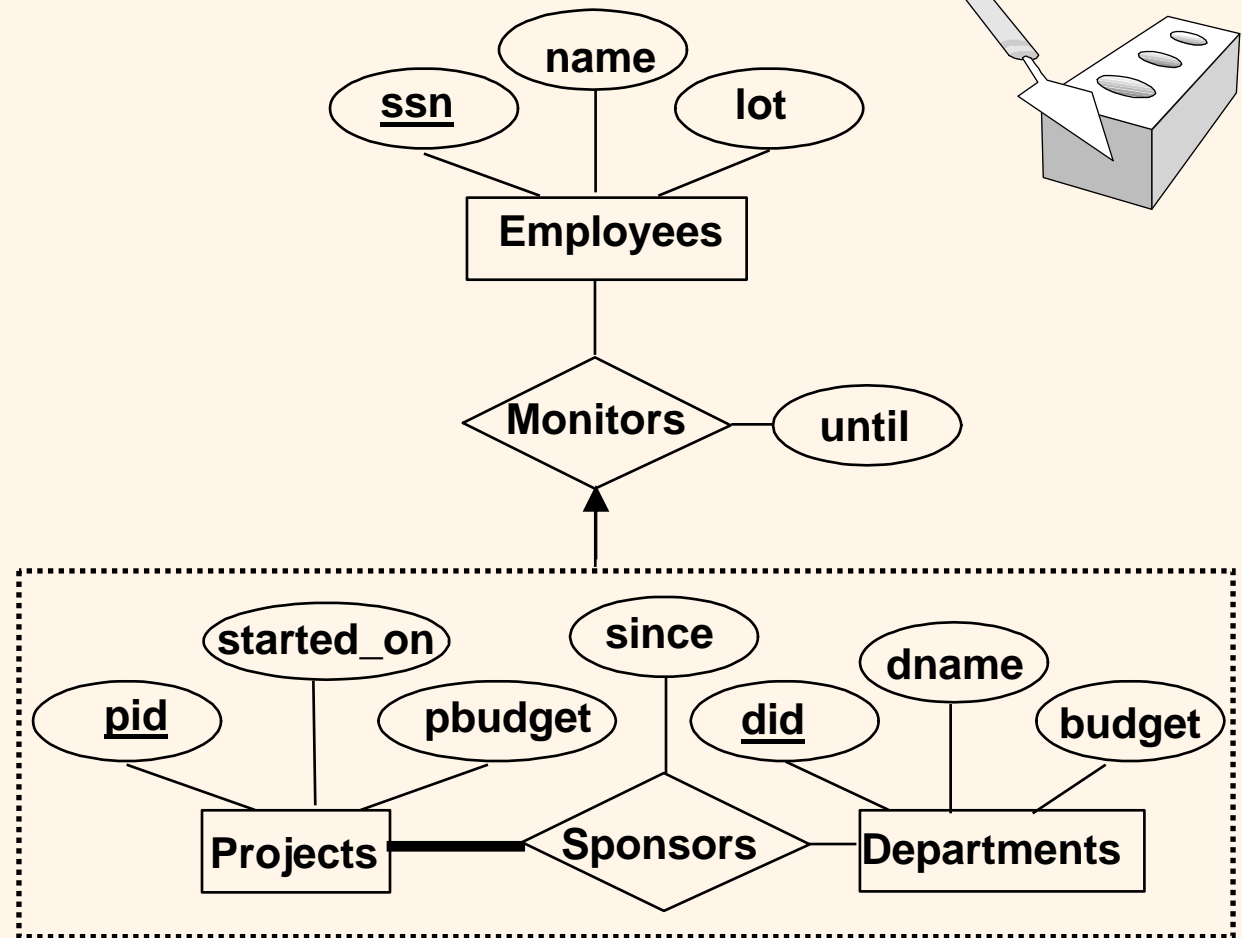 name
ssn
lot
Employees
Monitors
until
since
started_on
dname
pid
pbudget
did
budget
Projects
Sponsors
Departments